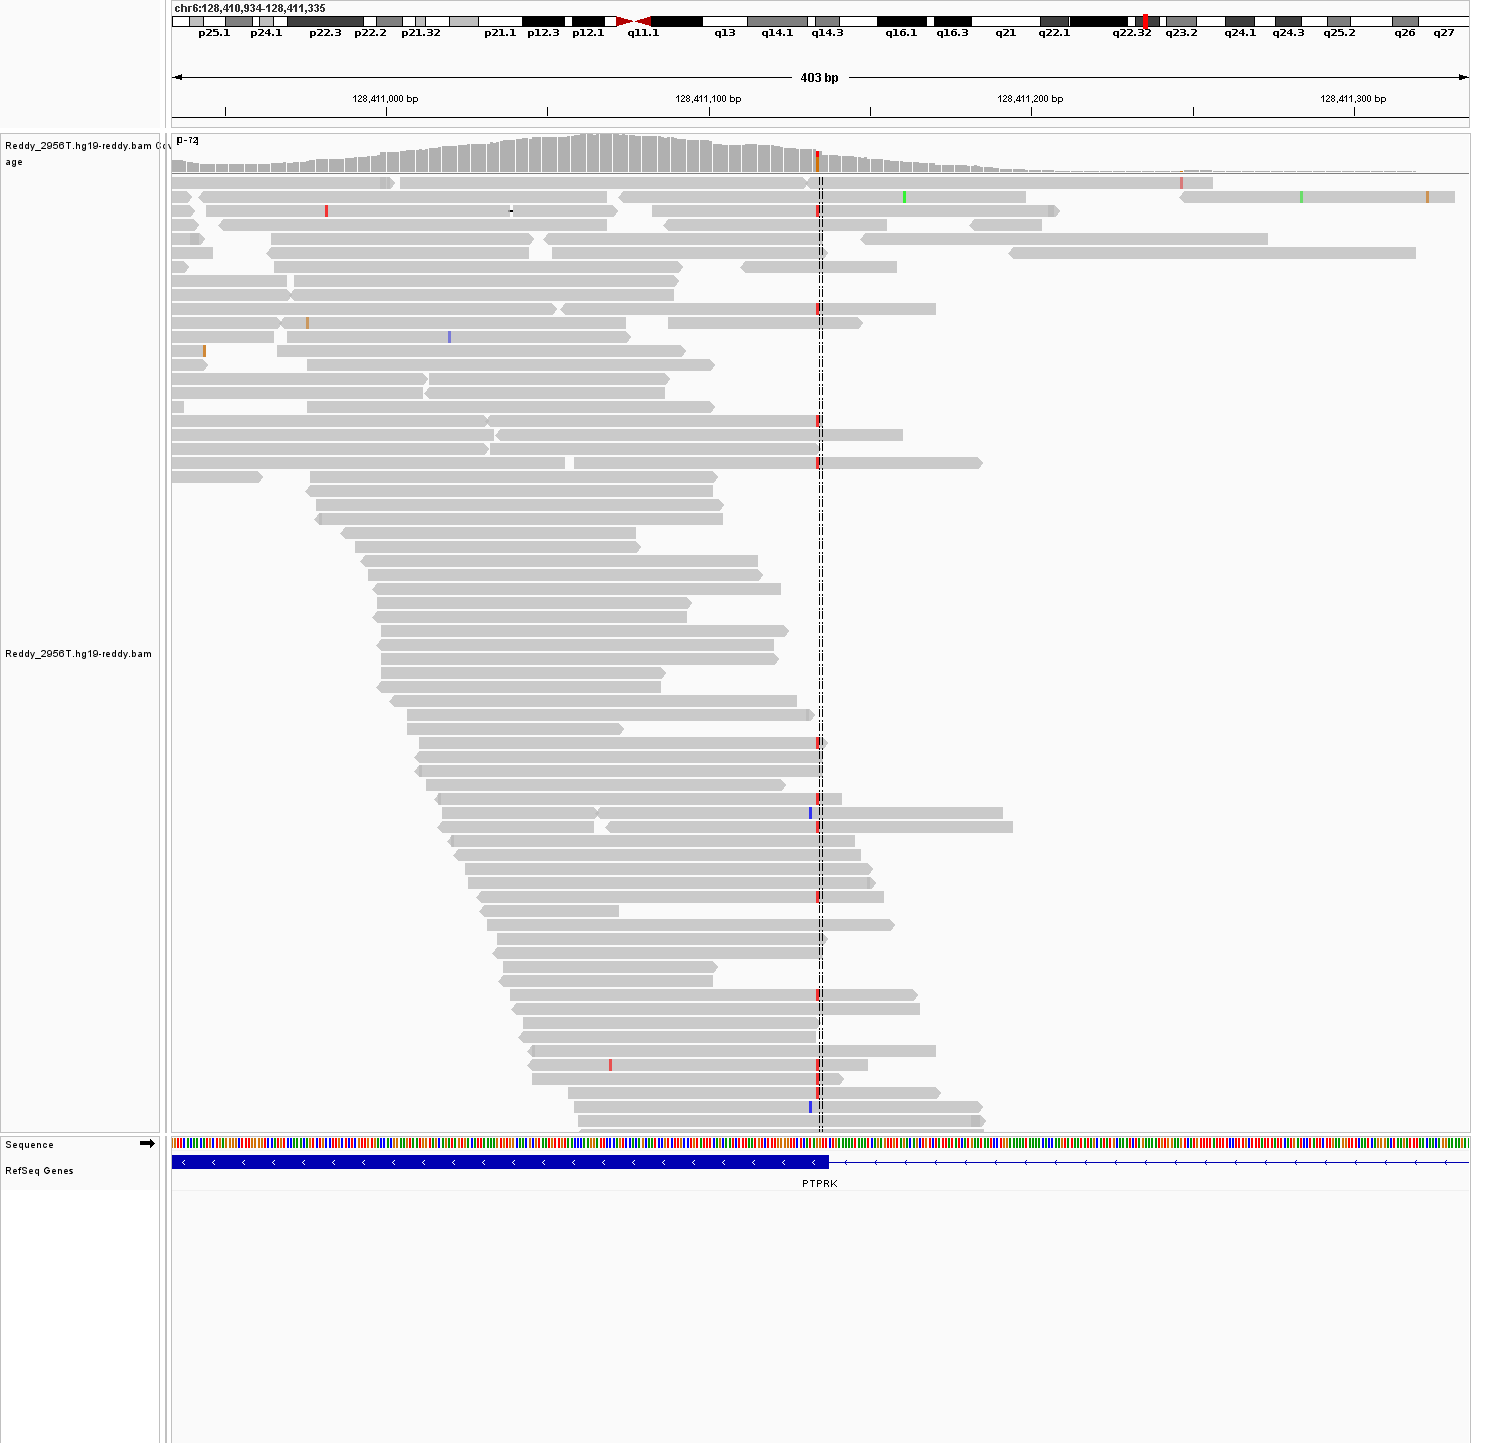 chr6:128,410,934-128,411,335
p25.1 p24.1 p22.3 p22.2 p21.32 p21.1 p12.3 p12.1 q11.1 q13 q14.1 q14.3 q16.1 q16.3 q21 q22.1 q22.32 q23.2 q24.1 q24.3 q25.2 q26 q27
403 bp
128,411,000 bp 128,411,100 bp 128,411,200 bp 128,411,300 bp
[0-72]
Reddy_2956T.hg19-reddy.bam Cov
age
Reddy_2956T.hg19-reddy.bam
Sequence
RefSeq Genes
PTPRK